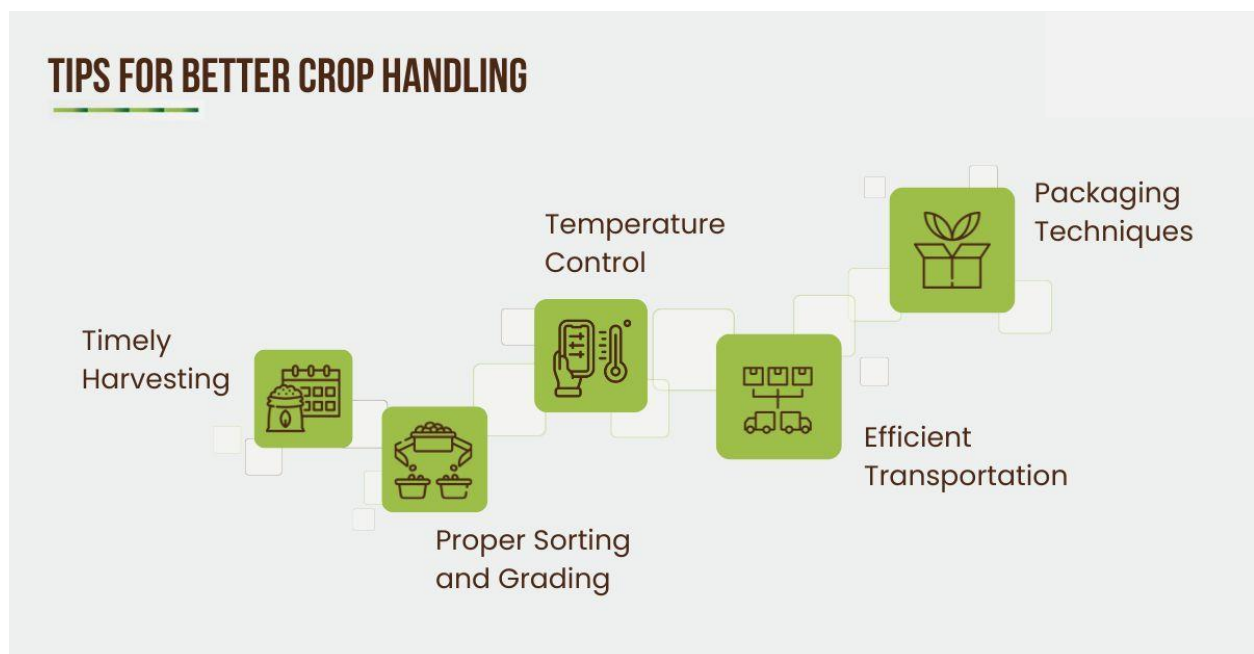 TIPS FOR BETTER CROP HANDLING
Timely
Harvesting
Proper Sorting
and Grading
Temperature
Control
Efficient
Transportation
Packaging
Techniques